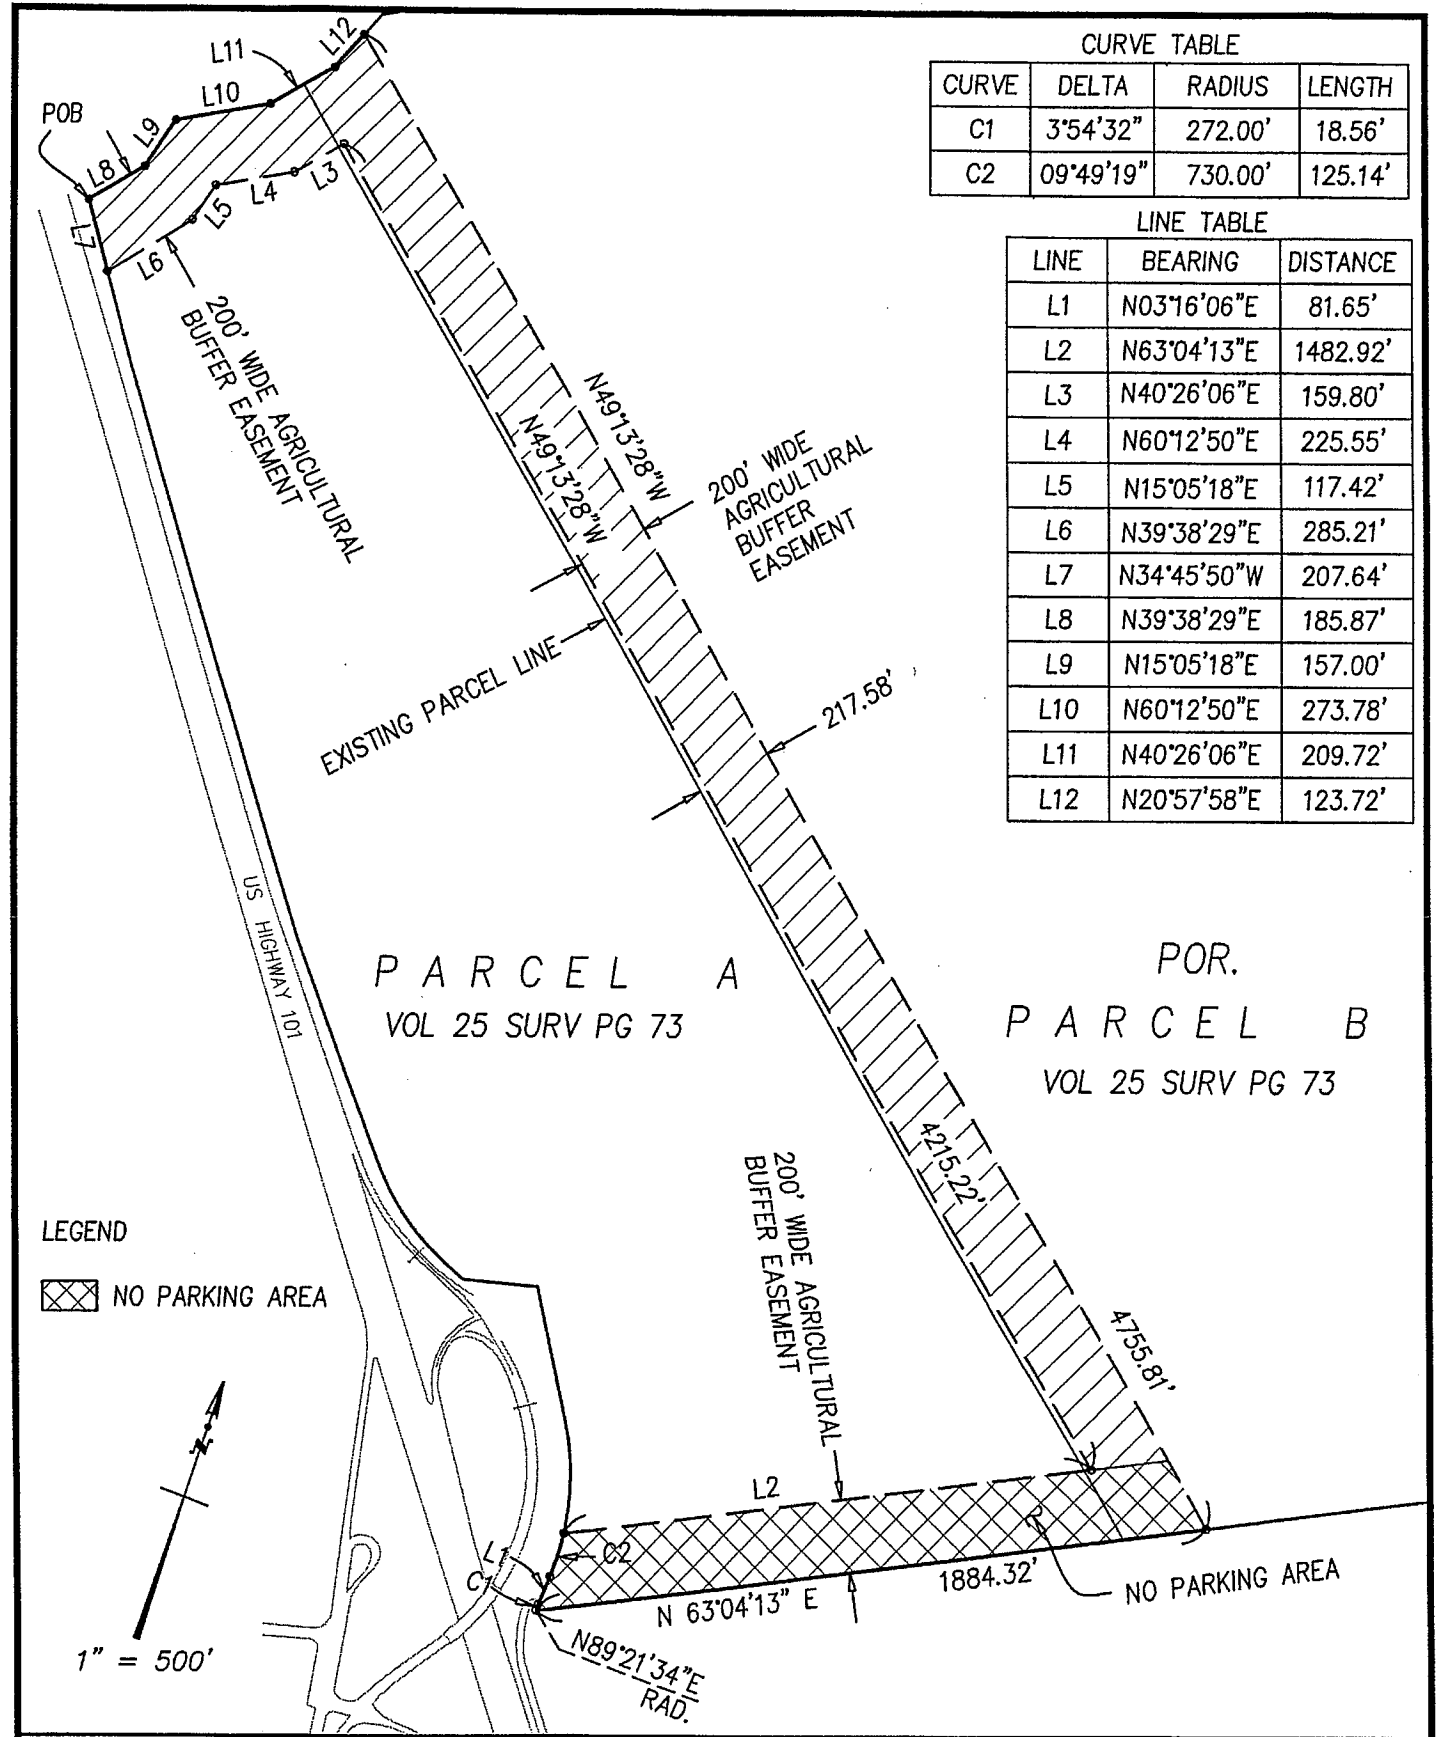 CURVE TABLE
CURVE DELTA RADIUS LENGTH
C1 3°54'32" 272.00' 18.56'
C2 09°49'19" 730.00' 125.14'
LINE TABLE
LINE BEARING DISTANCE
L1 N03°16'06"E 81.65'
L2 N63°04'13"E 1482.92'
L3 N40°26'06"E 159.80'
L4 N60°12'50"E 225.55'
L5 N15°05'18"E 117.42'
L6 N39°38'29"E 285.21'
L7 N34°45'50"W 207.64'
L8 N39°38'29"E 185.87'
L9 N15°05'18"E 157.00'
L10 N60°12'50"E 273.78'
L11 N40°26'06"E 209.72'
L12 N20°57'58"E 123.72'
L12
L11
L10
POB
L9
L8
L3
L4
L5
L7
L6
200' WIDE AGRICULTURAL
BUFFER EASEMENT
N49°13'28"W
N49°13'28"W
200' WIDE
AGRICULTURAL
BUFFER
EASEMENT
EXISTING PARCEL LINE
217.58'
US HIGHWAY 101
PARCEL A
VOL 25 SURV PG 73
POR.
PARCEL B
VOL 25 SURV PG 73
4215.22'
200' WIDE AGRICULTURAL
BUFFER EASEMENT
4755.81'
LEGEND
NO PARKING AREA
N
1" = 500'
L2
L1
C2
C1
N 63°04'13" E
1884.32'
NO PARKING AREA
N89°21'34"E
RAD.